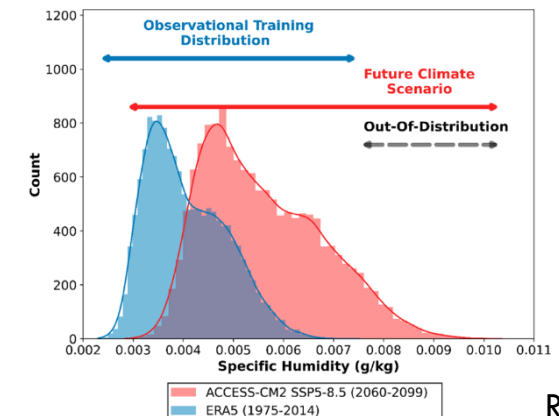 1200
1000
800
600
400
200
0
Count
Observational Training
Distribution
Future Climate
Scenario
Out-Of-Distribution
0.002 0.003 0.004 0.005 0.006 0.007 0.008 0.009 0.010 0.011
Specific Humidity (g/kg)
ACCESS-CM2 SSP5-8.5 (2060-2099)
ERA5 (1975-2014)
R